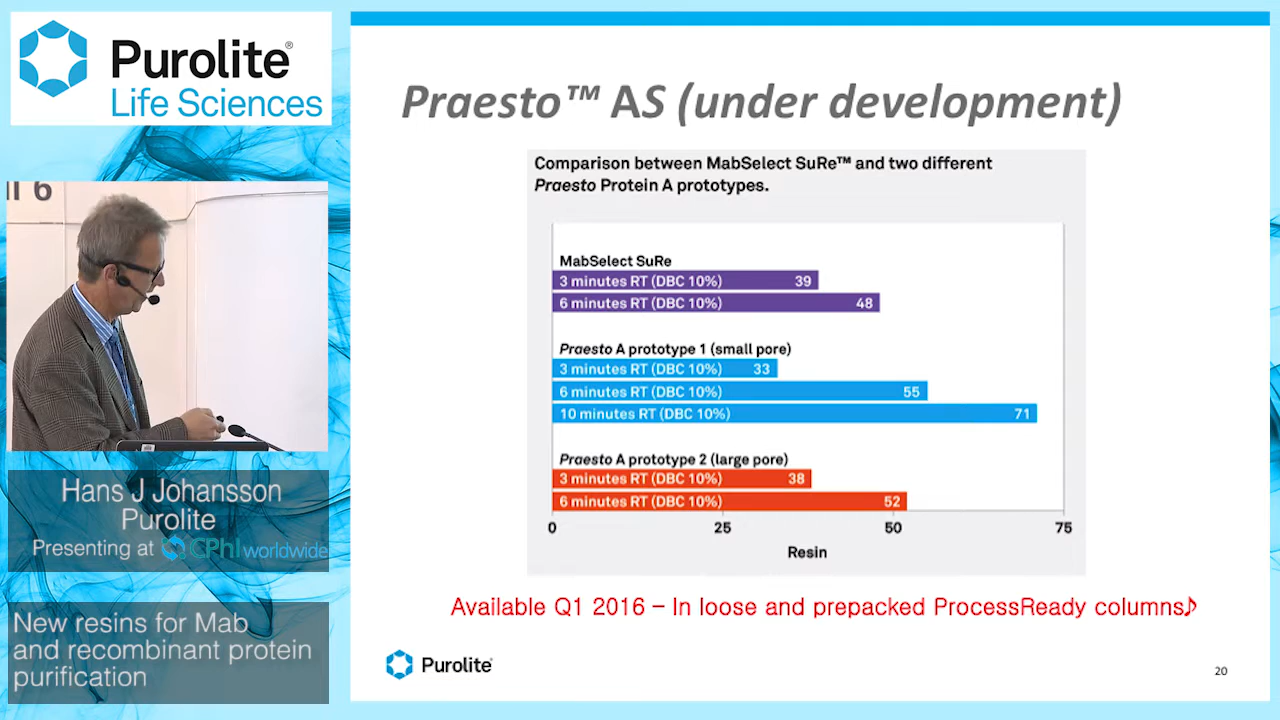 Purolite®
Life Sciences
6
Hans J Johansson
Purolite
Presenting at CPhI worldwide
New resins for Mab
and recombinant protein
purification
Praesto™ AS (under development)
Comparison between MabSelect SuRe™ and two different
Praesto Protein A prototypes.
MabSelect SuRe
3 minutes RT (DBC 10%) 39
6 minutes RT (DBC 10%) 48
Praesto A prototype 1 (small pore)
3 minutes RT (DBC 10%) 33
6 minutes RT (DBC 10%) 55
10 minutes RT (DBC 10%) 71
Praesto A prototype 2 (large pore)
3 minutes RT (DBC 10%) 38
6 minutes RT (DBC 10%) 52
0 25 50 75
Resin
Available Q1 2016 – In loose and prepacked ProcessReady columns♪
Purolite®
20